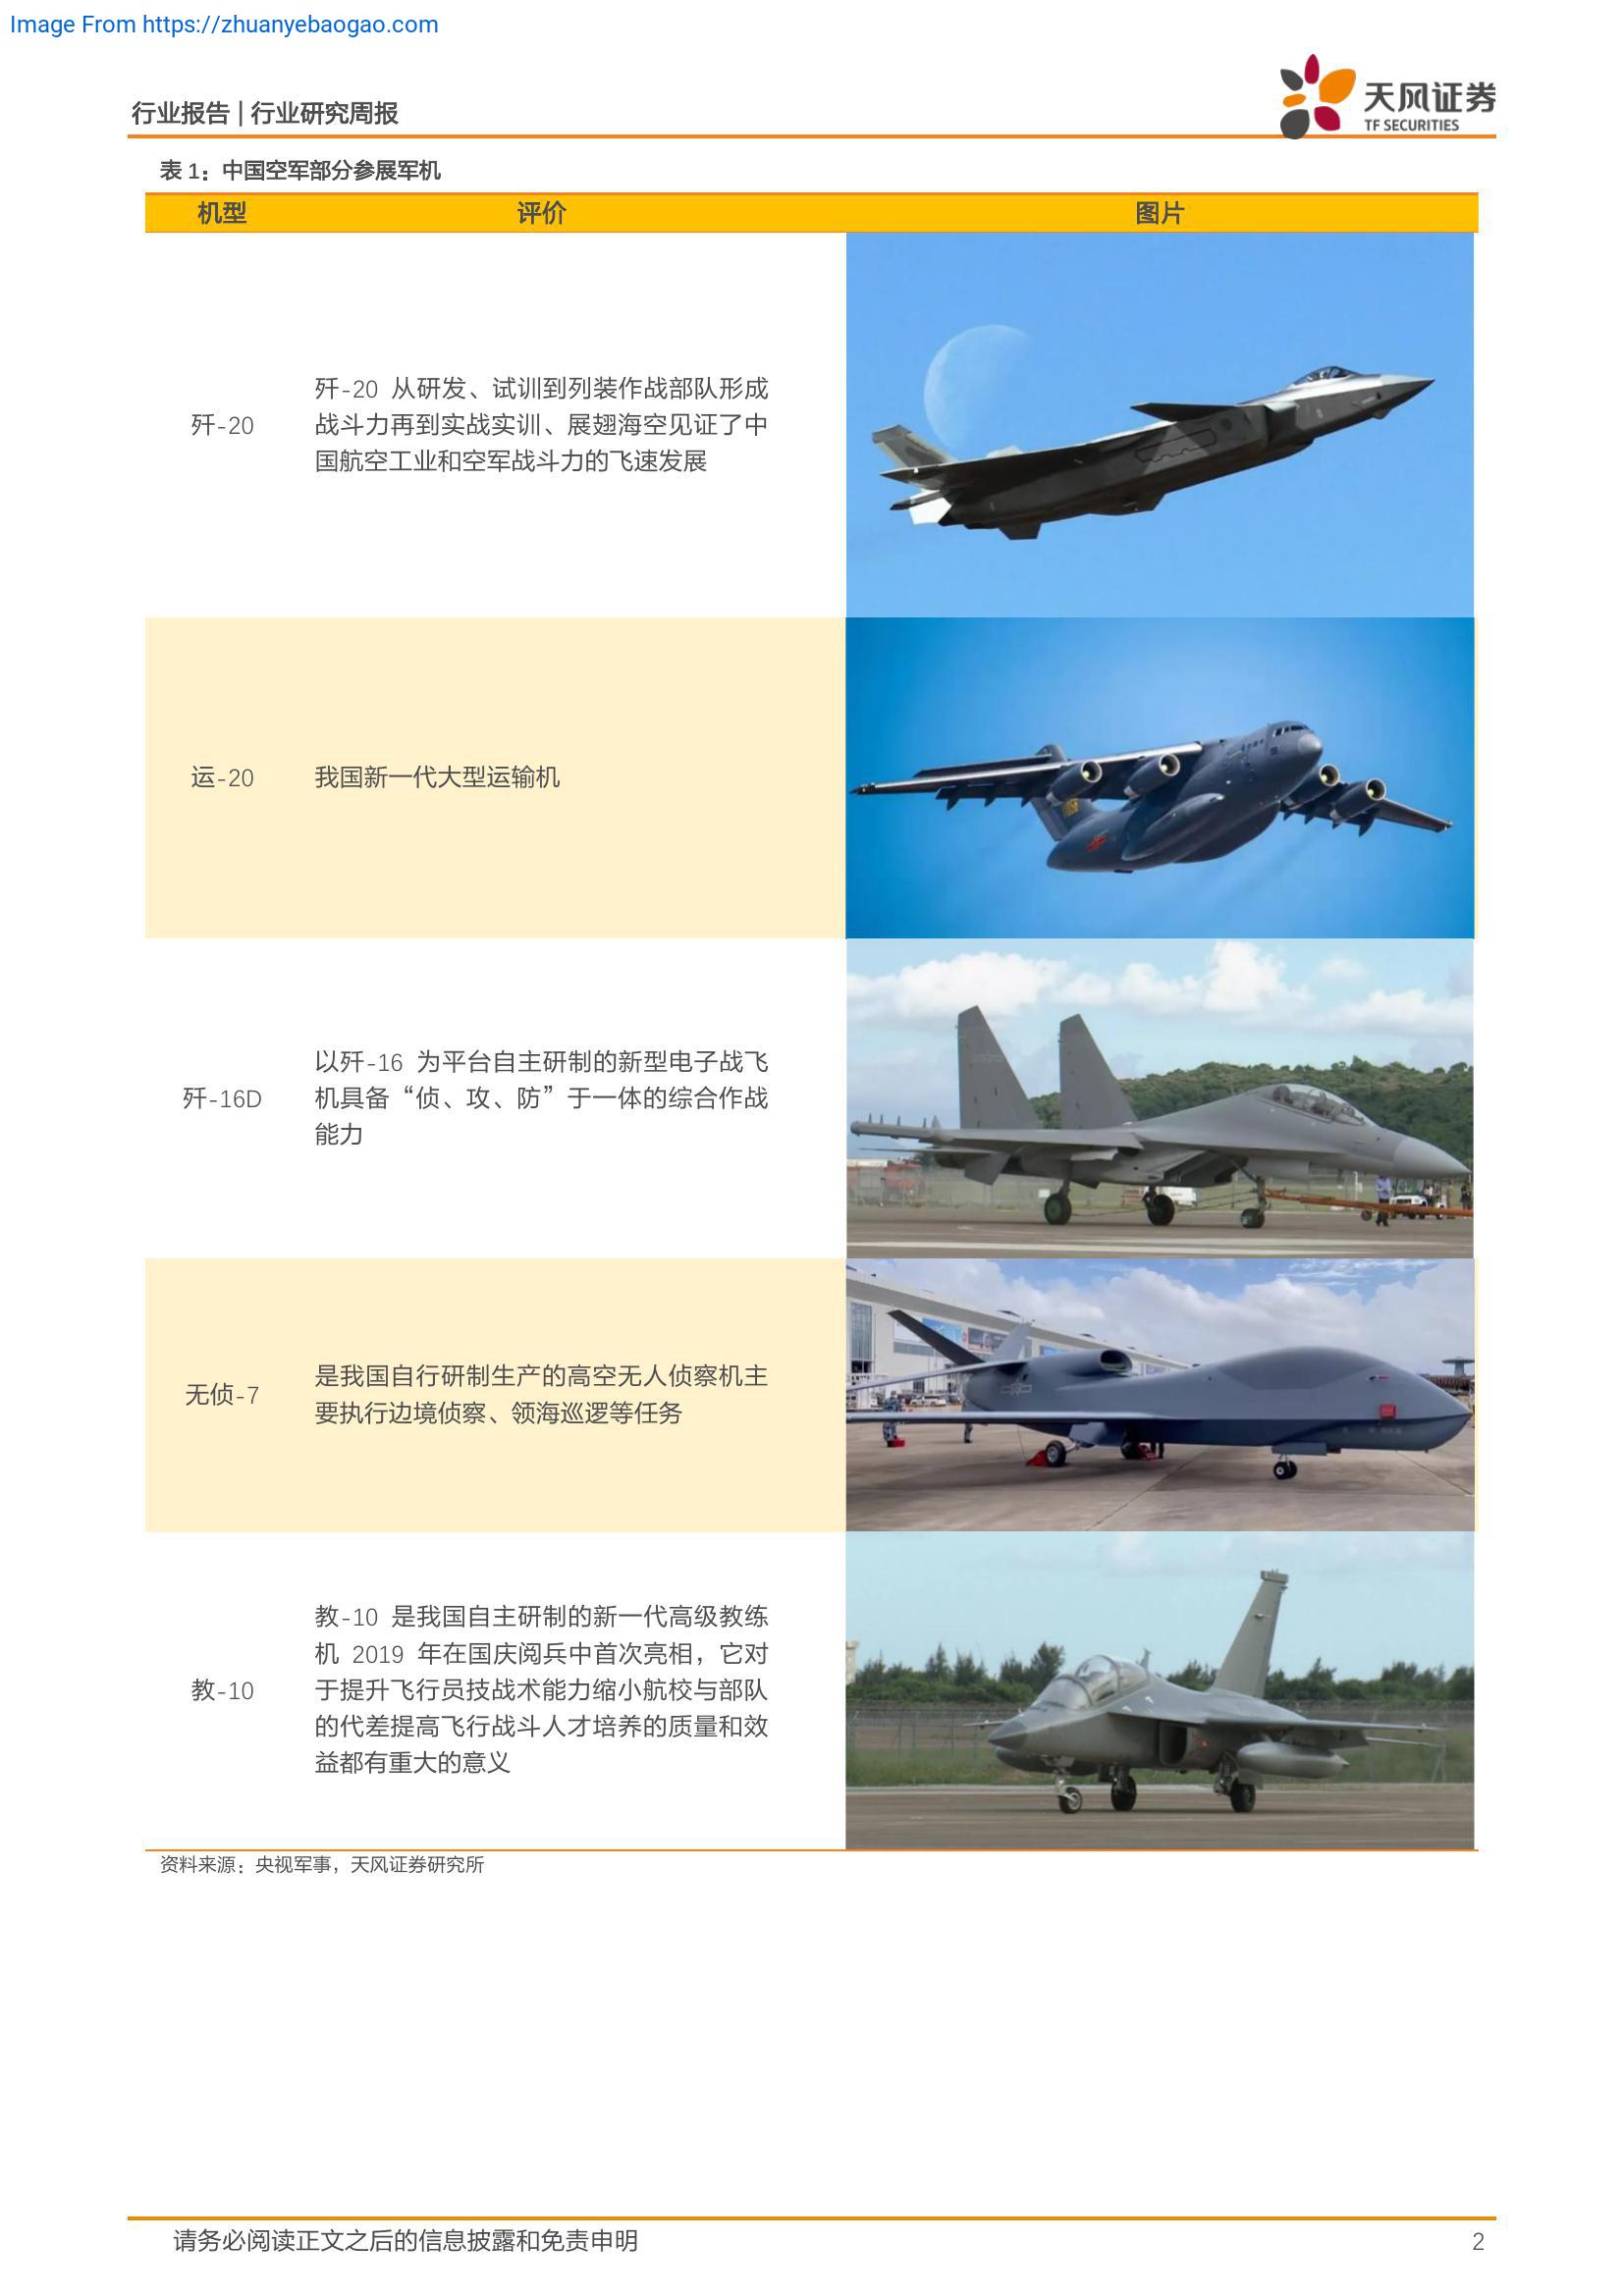 Image From https://zhuanyebaogao.com
行业报告 | 行业研究周报
天风证券
TF SECURITIES
表 1：中国空军部分参展军机
机型 评价 图片
歼-20 从研发、试训到列装作战部队形成
歼-20
战斗力再到实战实训、展翅海空见证了中
国航空工业和空军战斗力的飞速发展
运-20 我国新一代大型运输机
以歼-16 为平台自主研制的新型电子战飞
歼-16D
机具备“侦、攻、防”于一体的综合作战
能力
无侦-7
是我国自行研制生产的高空无人侦察机主
要执行边境侦察、领海巡逻等任务
教-10 是我国自主研制的新一代高级教练
机 2019 年在国庆阅兵中首次亮相，它对
教-10
于提升飞行员技战术能力缩小航校与部队
的代差提高飞行战斗人才培养的质量和效
益都有重大的意义
资料来源：央视军事，天风证券研究所
请务必阅读正文之后的信息披露和免责申明
2